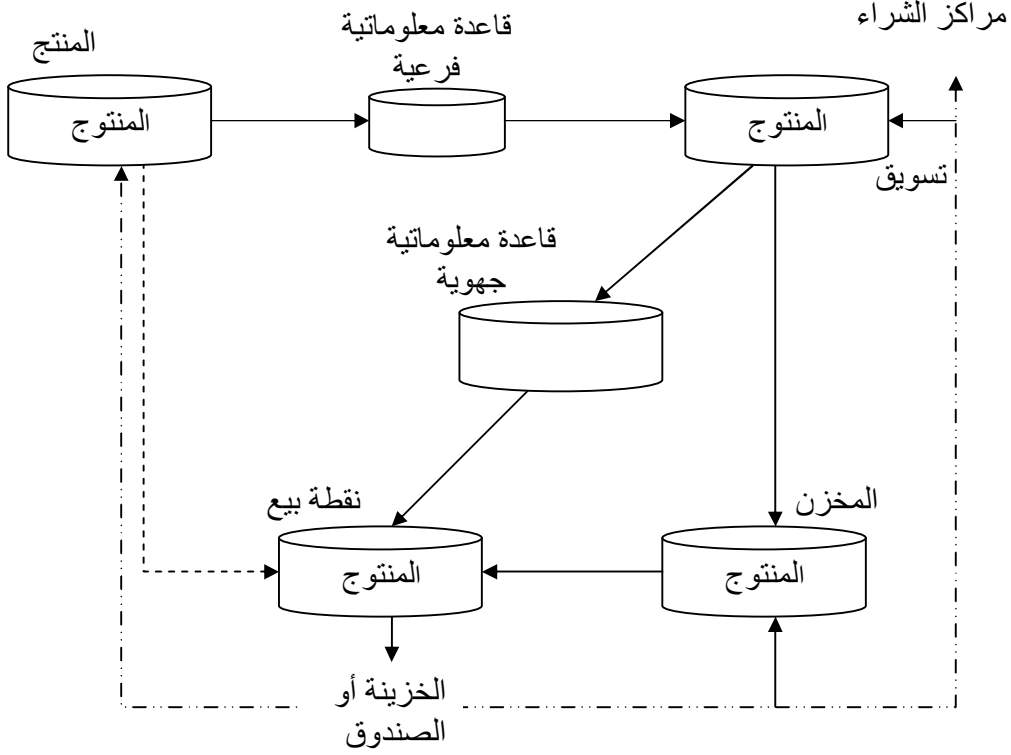 مراكز الشراء
قاعدة معلوماتية
فرعية
المنتج
المنتوج
المنتوج
تسويق
قاعدة معلوماتية
جهوية
المخزن
نقطة بيع
المنتوج
المنتوج
الخزينة أو
الصندوق